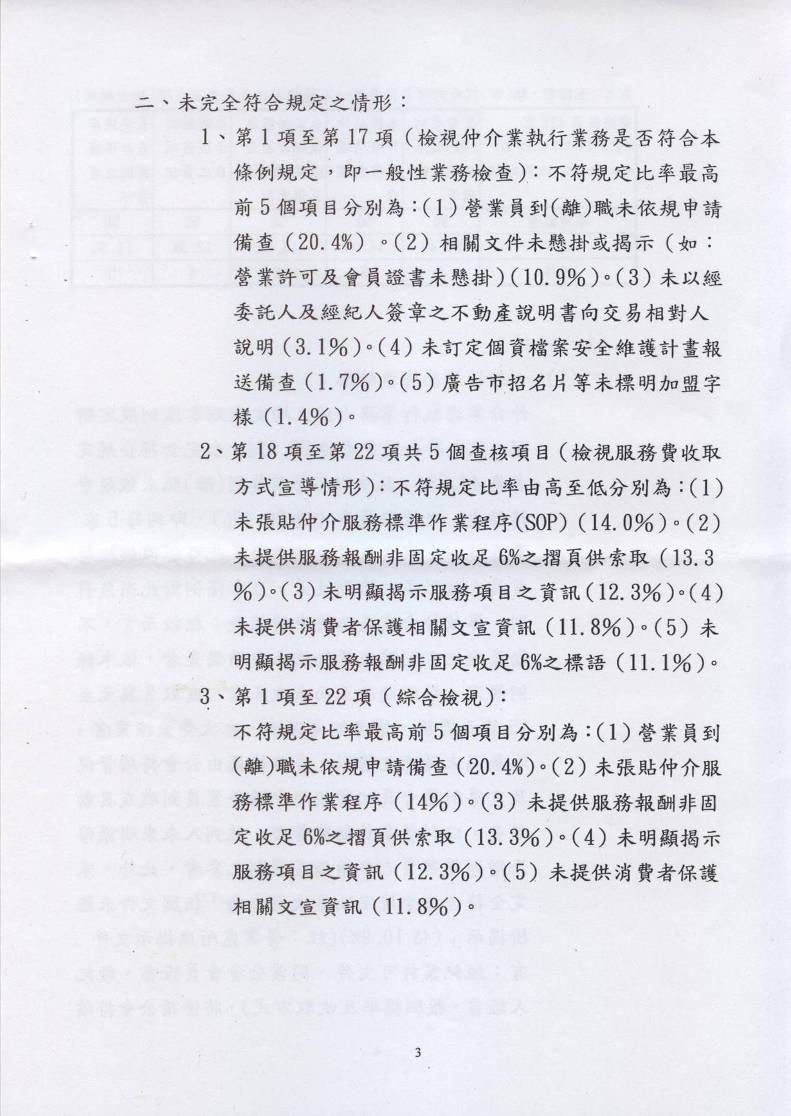 二、未完全符合規定之情形：
1、第1項至第17項（檢視仲介業執行業務是否符合本
條例規定，即一般性業務檢查）：不符規定比率最高
前5個項目分別為：(1)營業員到(離)職未依規申請
備查（20.4%）。(2) 相關文件未懸掛或揭示（如：
營業許可及會員證書未懸掛）(10.9%)。(3) 未以經
委託人及經紀人簽章之不動產說明書向交易相對人
說明（3.1%）。(4) 未訂定個資檔案安全維護計畫報
送備查（1.7%）。(5) 廣告市招名片等未標明加盟字
樣（1.4%）。
2、第18項至第22項共5個查核項目（檢視服務費收取
方式宣導情形）：不符規定比率由高至低分別為：(1)
未張貼仲介服務標準作業程序(SOP)（14.0%）。(2)
未提供服務報酬非固定收足6%之摺頁供索取（13.3
%）。(3) 未明顯揭示服務項目之資訊(12.3%)。(4)
未提供消費者保護相關文宣資訊（11.8%）。(5) 未
明顯揭示服務報酬非固定收足6%之標語（11.1%）。
3、第1項至22項（綜合檢視）：
不符規定比率最高前5個項目分別為：(1)營業員到
(離)職未依規申請備查(20.4%)。(2) 未張貼仲介服
務標準作業程序（14%）。(3) 未提供服務報酬非固
定收足6%之摺頁供索取（13.3%）。(4) 未明顯揭示
服務項目之資訊（12.3%）。(5) 未提供消費者保護
相關文宣資訊（11.8%）。
3